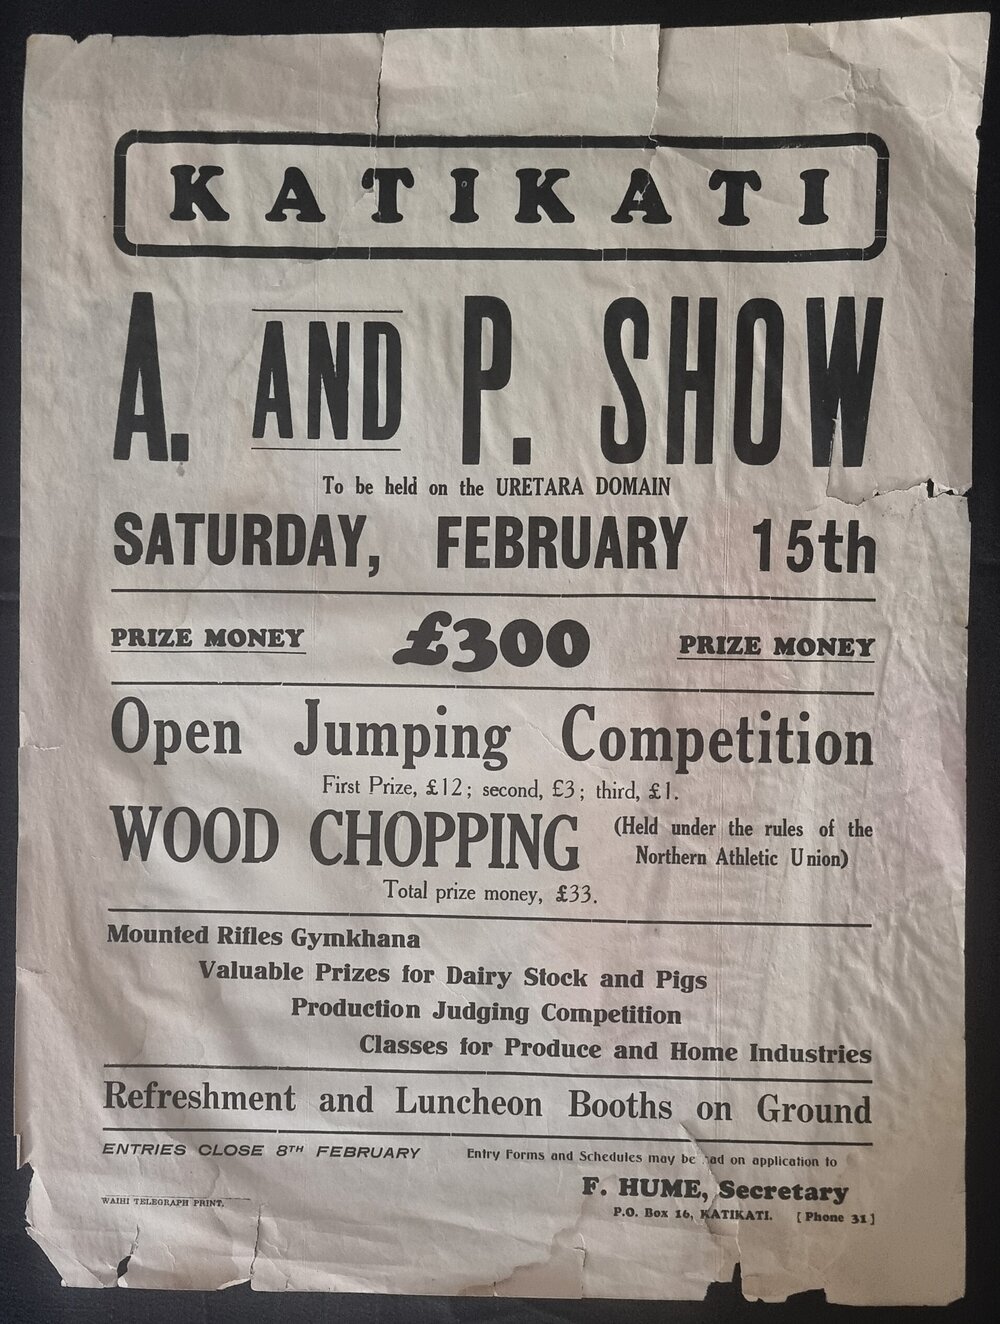 KATIKATI
A. AND P. SHOW
To be held on the URETARA DOMAIN
SATURDAY, FEBRUARY 15th
PRIZE MONEY £300 PRIZE MONEY
Open Jumping Competition
First Prize, £12; second, £3; third, £1.
WOOD CHOPPING (Held under the rules of the
Northern Athletic Union)
Total prize money, £33.
Mounted Rifles Gymkhana
Valuable Prizes for Dairy Stock and Pigs
Production Judging Competition
Classes for Produce and Home Industries
Refreshment and Luncheon Booths on Ground
ENTRIES CLOSE 8TH FEBRUARY Entry Forms and Schedules may be had on application to
F. HUME, Secretary
WAIHI TELEGRAPH PRINT. P.O. Box 16, KATIKATI. [Phone 31]